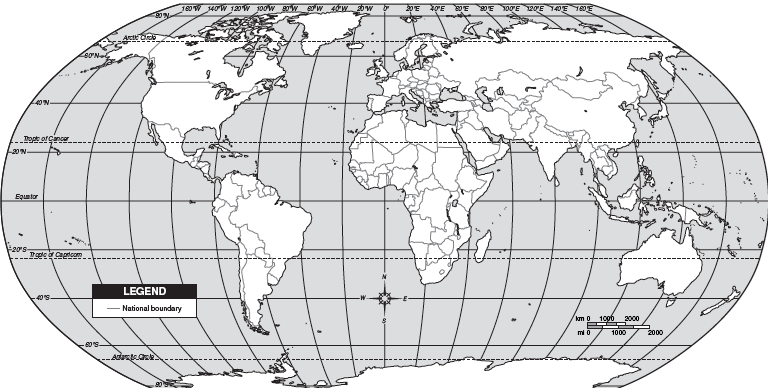 160°W 140°W 120°W 100°W 80°W 60°W 40°W 20°W 0° 20°E 40°E 60°E 80°E 100°E 120°E 140°E 160°E
80°N
Arctic Circle
60°N
40°N
Tropic of Cancer
20°N
Equator
20°S
Tropic of Capricorn
N
W E
S
LEGEND
National boundary
40°S
km 0 1000 2000
mi 0 1000 2000
60°S
Antarctic Circle
80°S